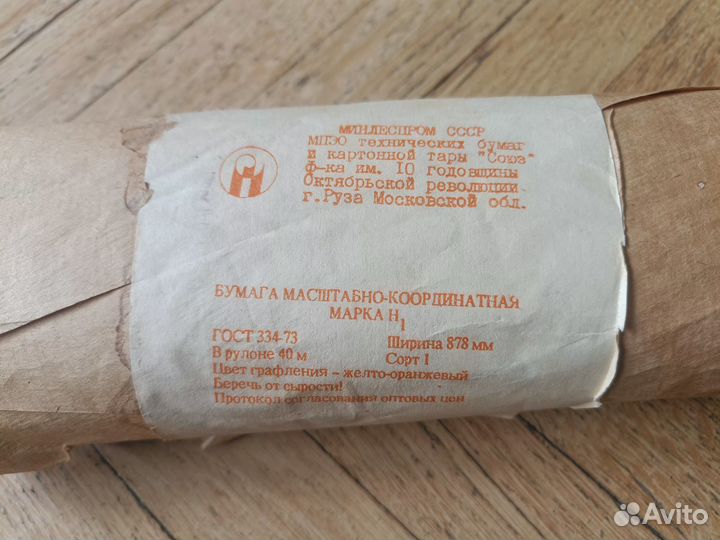 МИНЛЕСПРОМ СССР
МПЭО технических бумаг
и картонной тары "Союз"
ф-ка им. 10 годовщины
Октябрьской революции
г.Руза Московской обл.
БУМАГА МАСШТАБНО-КООРДИНАТНАЯ
МАРКА Н1
ГОСТ 334-73 Ширина 878 мм
В рулоне 40 м Сорт 1
Цвет графления – желто-оранжевый
Беречь от сырости!
Протокол согласования оптовых цен
Avito